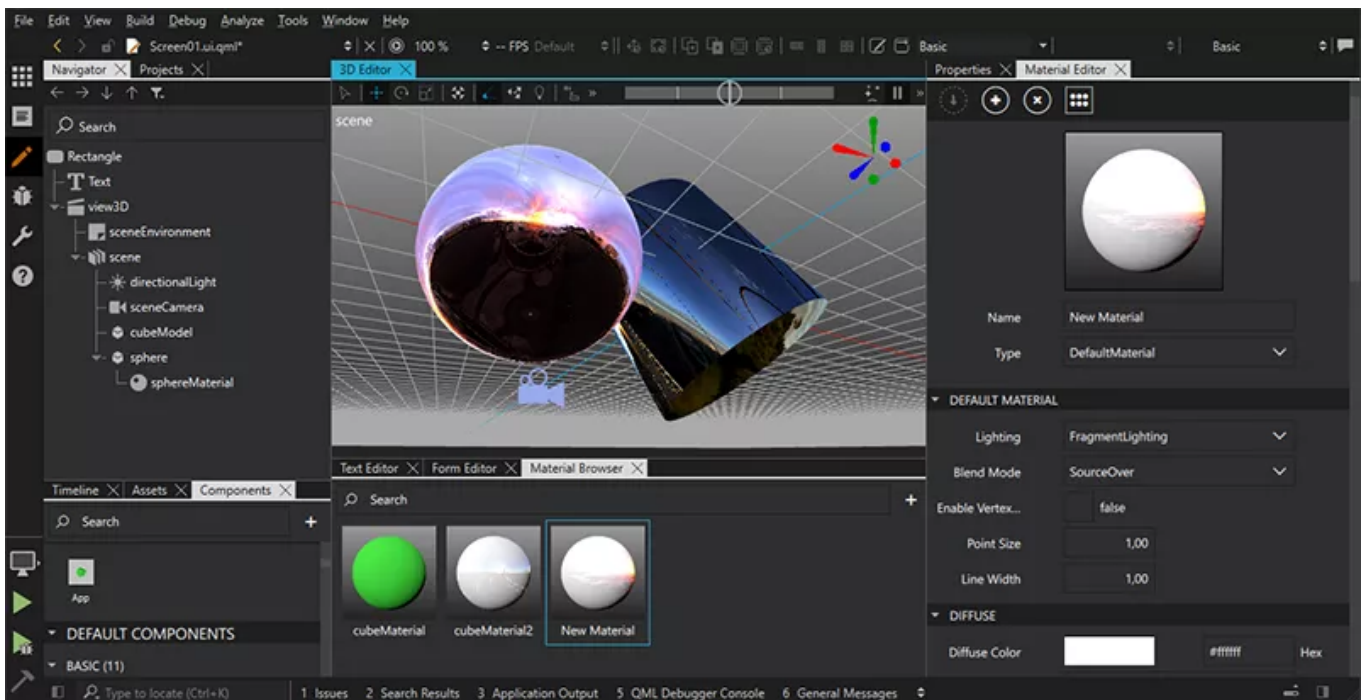 File Edit View Build Debug Analyze Tools Window Help
Screen01.ui.qml* 100 % -- FPS Default Basic Basic
Navigator Projects
3D Editor
Properties Material Editor
Search
scene
Rectangle
Text
view3D
sceneEnvironment
scene
directionalLight
sceneCamera
cubeModel
sphere
sphereMaterial
Name New Material
Type DefaultMaterial
DEFAULT MATERIAL
Lighting FragmentLighting
Blend Mode SourceOver
Enable Vertex... false
Point Size 1,00
Line Width 1,00
DIFFUSE
Diffuse Color #ffffff Hex
Text Editor Form Editor Material Browser
Search +
cubeMaterial cubeMaterial2 New Material
Timeline Assets Components
Search +
App
DEFAULT COMPONENTS
BASIC (11)
Type to locate (Ctrl+K) 1 Issues 2 Search Results 3 Application Output 5 QML Debugger Console 6 General Messages